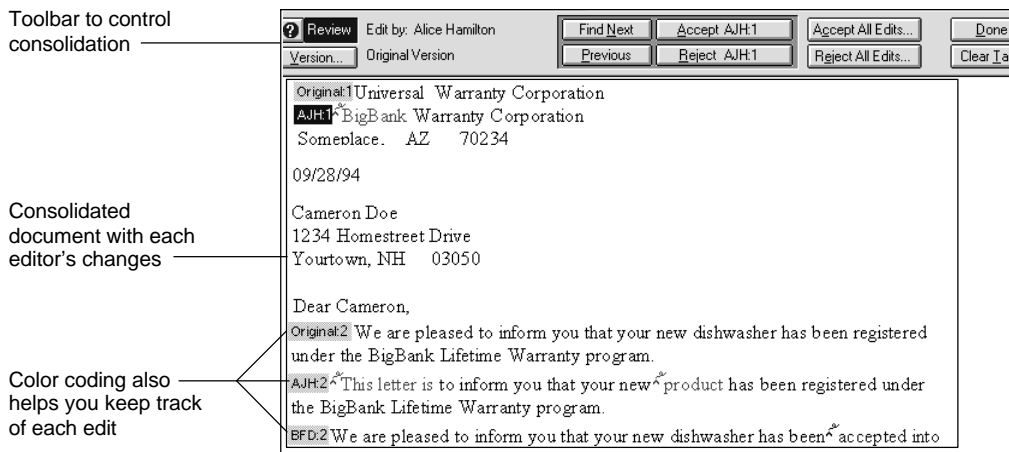 Toolbar to control
consolidation
? Review Edit by: Alice Hamilton Find Next Accept AJH:1 Accept All Edits... Done
Version... Original Version Previous Reject AJH:1 Reject All Edits... Clear Ta
Original:1 Universal Warranty Corporation
AJH:1 BigBank Warranty Corporation
Someplace, AZ 70234
09/28/94
Consolidated
document with each
editor's changes
Cameron Doe
1234 Homestreet Drive
Yourtown, NH 03050
Dear Cameron,
Color coding also
helps you keep track
of each edit
Original:2 We are pleased to inform you that your new dishwasher has been registered
under the BigBank Lifetime Warranty program.
AJH:2 This letter is to inform you that your new product has been registered under
the BigBank Lifetime Warranty program.
BFD:2 We are pleased to inform you that your new dishwasher has been accepted into